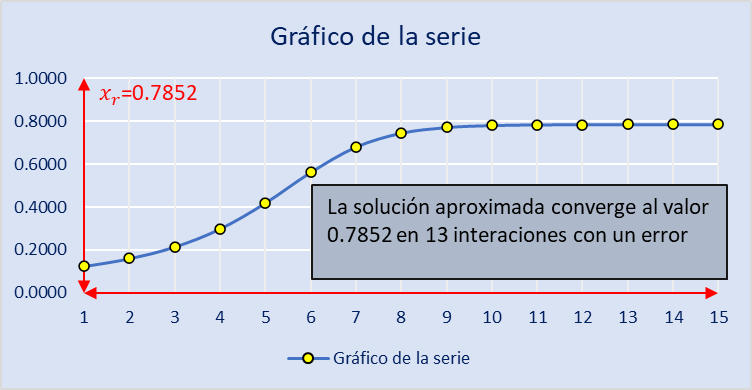 Gráfico de la serie
1.0000
0.8000
0.6000
0.4000
0.2000
0.0000
𝑥ᵣ=0.7852
La solución aproximada converge al valor
0.7852 en 13 interaciones con un error
1 2 3 4 5 6 7 8 9 10 11 12 13 14 15
Gráfico de la serie